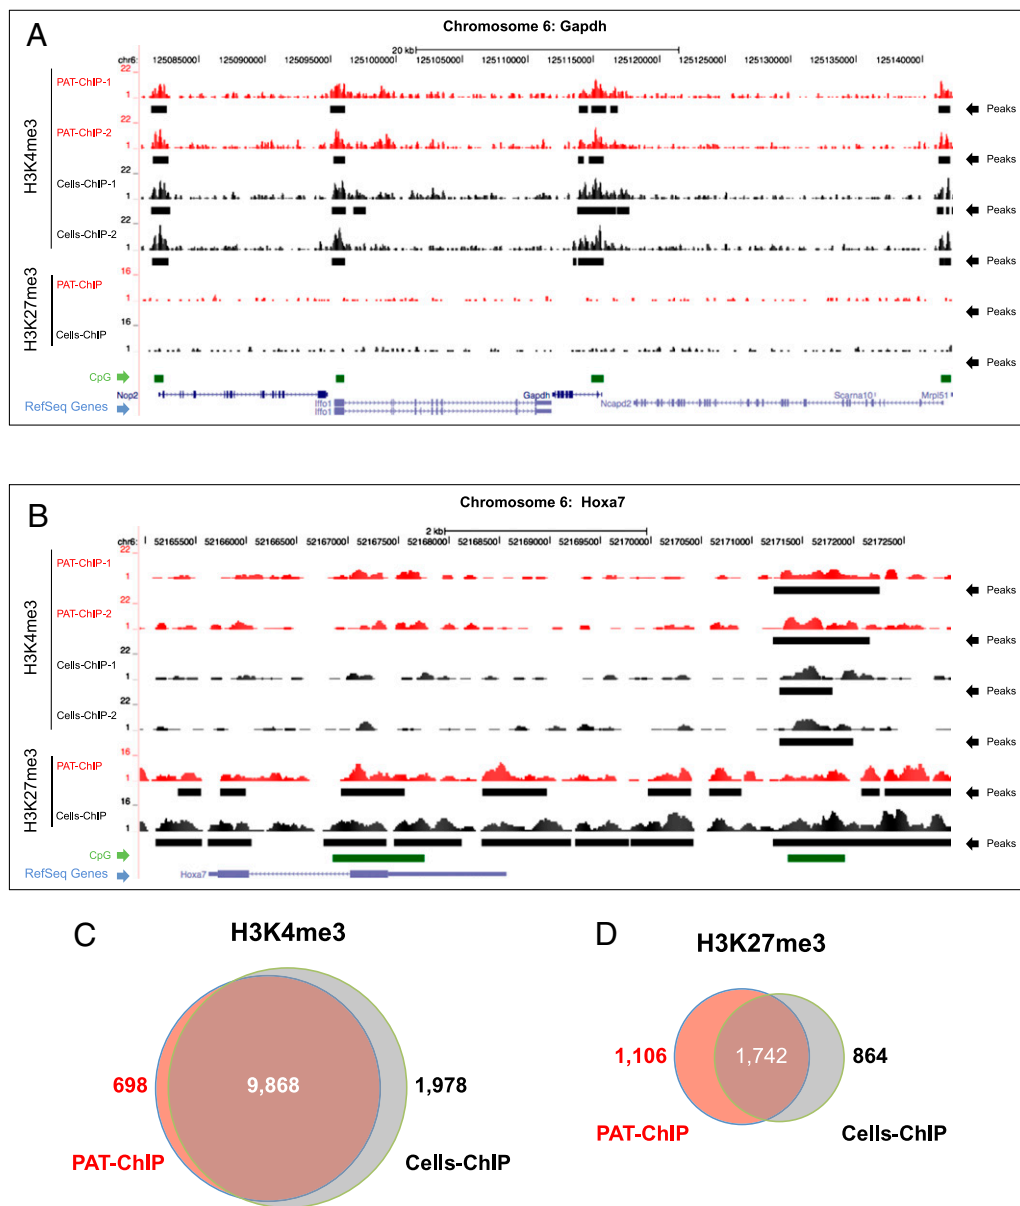 A
Chromosome 6: Gapdh
20 kb
chr6: 125085000 125090000 125095000 125100000 125105000 125110000 125115000 125120000 125125000 125130000 125135000 125140000
H3K4me3
22
PAT-ChIP-1
1
Peaks
22
PAT-ChIP-2
1
Peaks
22
Cells-ChIP-1
1
Peaks
22
Cells-ChIP-2
1
Peaks
H3K27me3
16
PAT-ChIP
1
Peaks
16
Cells-ChIP
1
Peaks
CpG
Nop2 Gapdh Scarna10 Mrpl51
RefSeq Genes Iffo1 Ncapd2
Iffo1
B
Chromosome 6: Hoxa7
2 kb
chr6: 52165500 52166000 52166500 52167000 52167500 52168000 52168500 52169000 52169500 52170000 52170500 52171000 52171500 52172000 52172500
H3K4me3
22
PAT-ChIP-1
1
Peaks
22
PAT-ChIP-2
1
Peaks
22
Cells-ChIP-1
1
Peaks
22
Cells-ChIP-2
1
Peaks
H3K27me3
16
PAT-ChIP
1
Peaks
16
Cells-ChIP
1
Peaks
CpG
RefSeq Genes Hoxa7
C
H3K4me3
698
9,868
1,978
PAT-ChIP
Cells-ChIP
D
H3K27me3
1,106
1,742
864
PAT-ChIP
Cells-ChIP